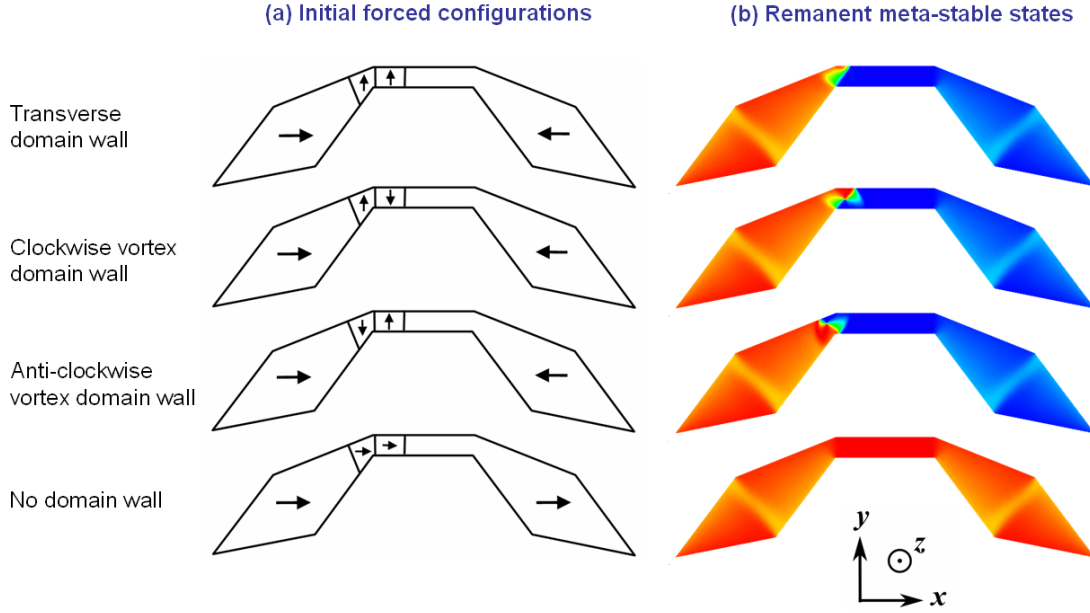 (a) Initial forced configurations
(b) Remanent meta-stable states
Transverse
domain wall
Clockwise vortex
domain wall
Anti-clockwise
vortex domain wall
No domain wall
y
z
x